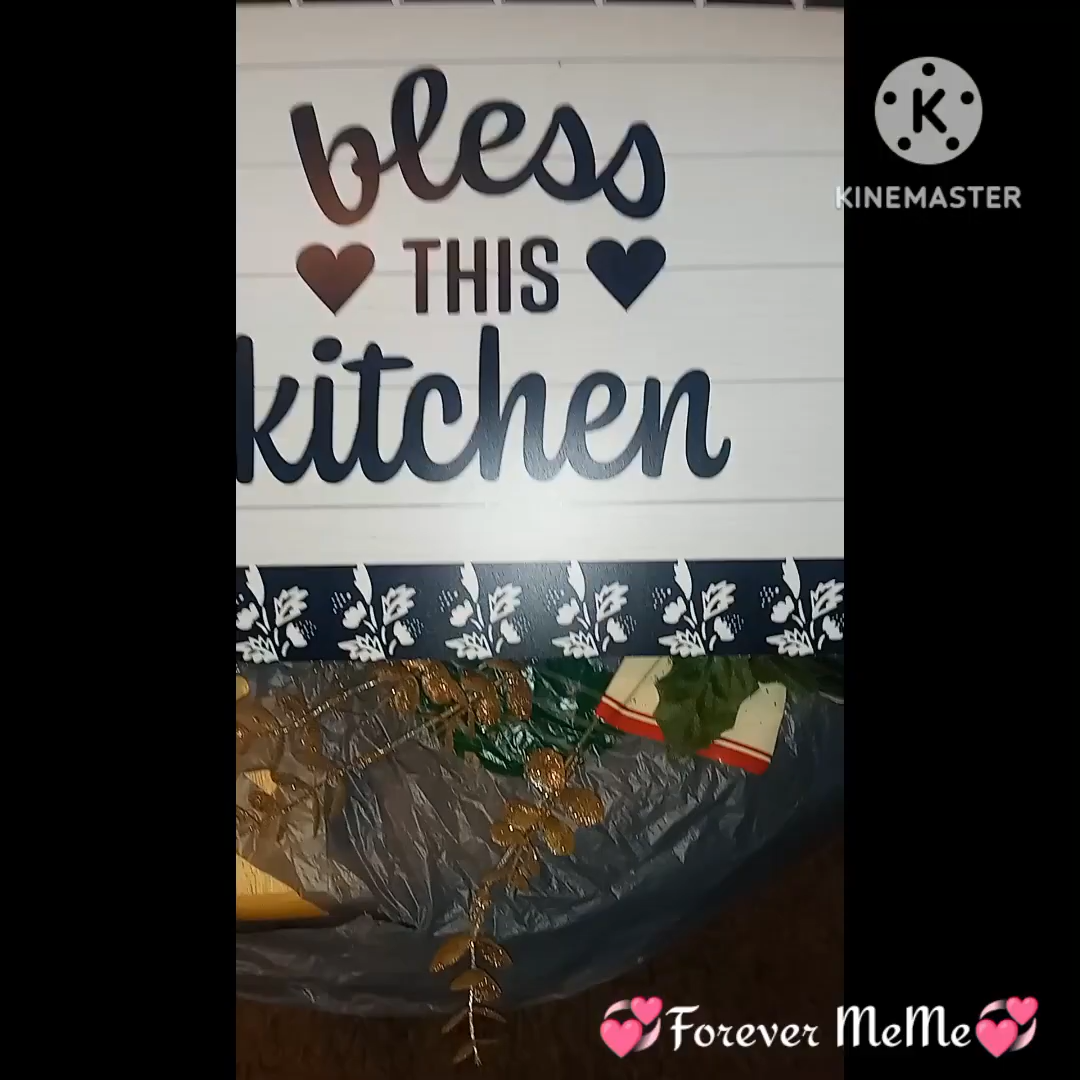 bless
THIS
kitchen
K
KINEMASTER
💞Forever MeMe💞